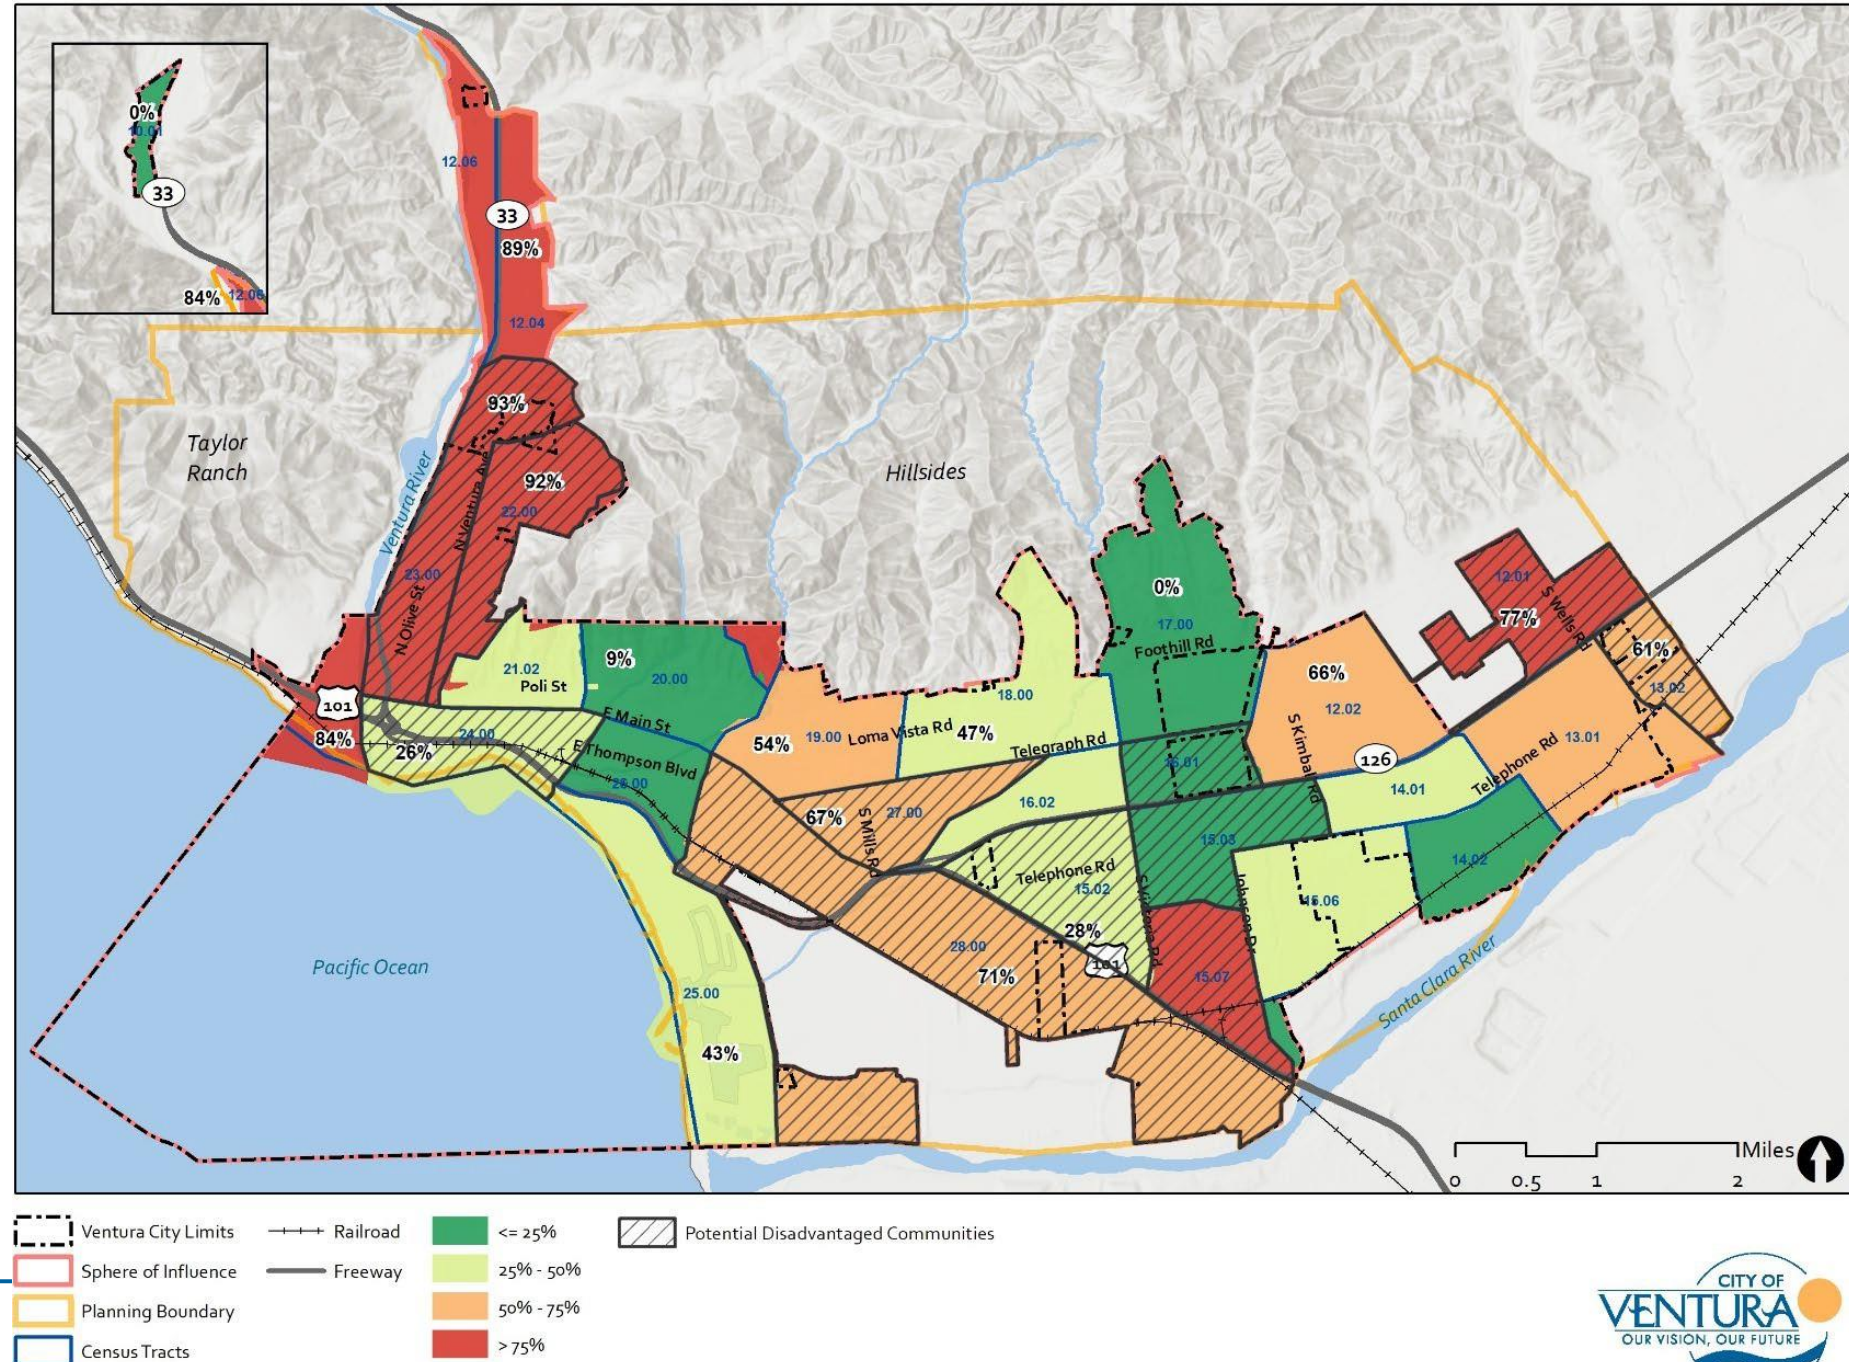 0%
10.01
33
84%
12.06
12.06
33
89%
12.04
93%
Taylor
Ranch
Ventura River
N Ventura Ave
92%
22.00
Hillsides
23.00
N Olive St
0%
17.00
Foothill Rd
12.01
S Wells Rd
77%
61%
13.02
9%
21.02
Poli St
20.00
66%
12.02
101
84%
26%
24.00
E Main St
E Thompson Blvd
26.00
54%
19.00
Loma Vista Rd
18.00
47%
Telegraph Rd
16.01
S Kimball Rd
126
13.01
Telephone Rd
14.01
67%
S Mills Rd
27.00
16.02
15.03
14.02
Telephone Rd
15.02
S Victoria Rd
Johnson Dr
15.06
28%
101
28.00
71%
15.07
Pacific Ocean
25.00
43%
Santa Clara River
Miles
0 0.5 1 2
Ventura City Limits
Sphere of Influence
Planning Boundary
Census Tracts
Railroad
Freeway
<= 25%
25% - 50%
50% - 75%
> 75%
Potential Disadvantaged Communities
CITY OF
VENTURA
OUR VISION, OUR FUTURE